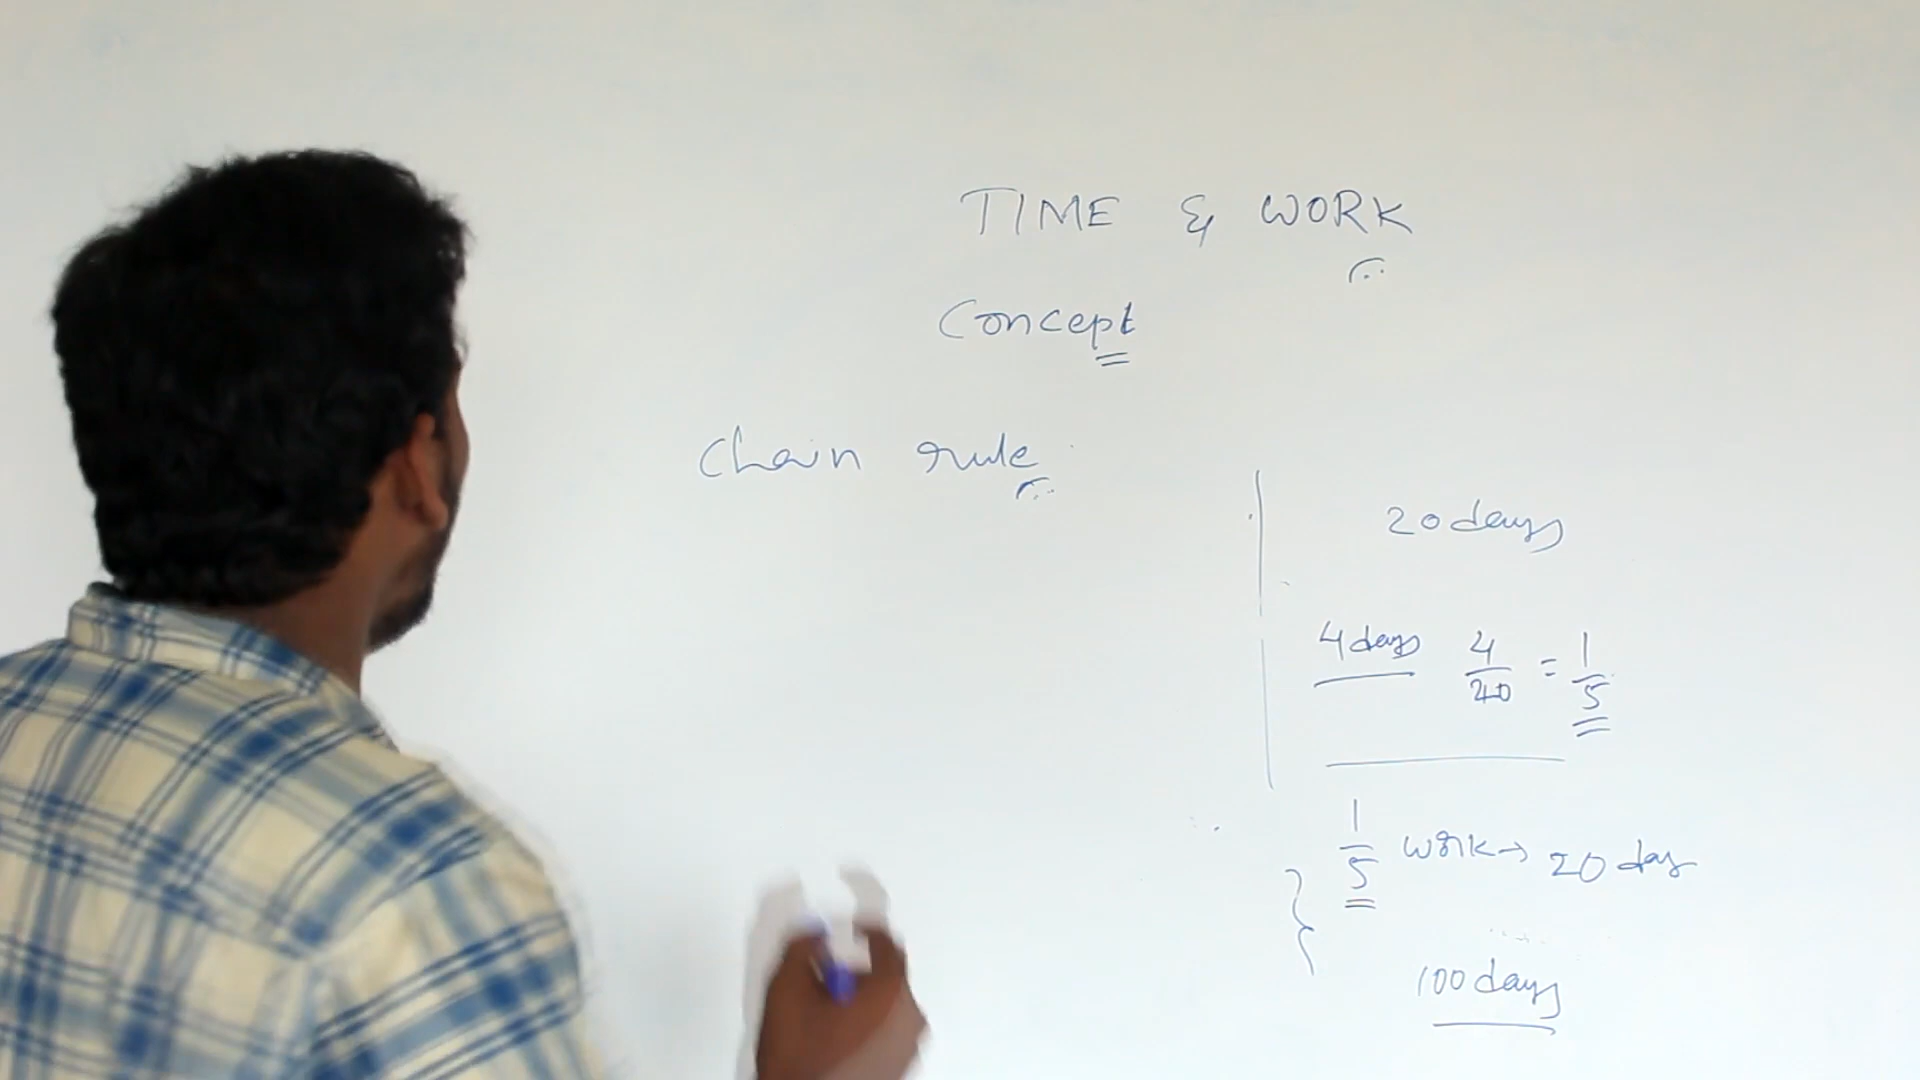 TIME & WORK
Concept
Chain rule
20 days
4 days 4/20 = 1/5
1/5 work → 20 day
100 days